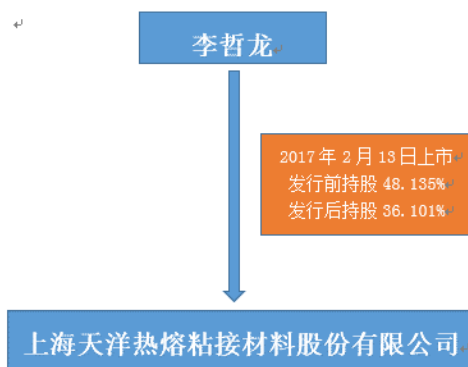 李哲龙
2017年2月13日上市
发行前持股 48.135%
发行后持股 36.101%
上海天洋热熔粘接材料股份有限公司